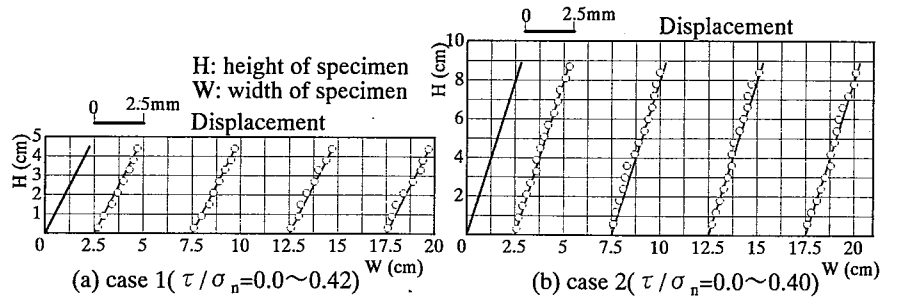 0 2.5mm
Displacement
H: height of specimen
W: width of specimen
0 2.5mm
Displacement
H (cm)
5
4
3
2
1
0 2.5 5 7.5 10 12.5 15 17.5 20
W (cm)
(a) case 1( τ/σn=0.0〜0.42)
H (cm)
10
8
6
4
2
0 2.5 5 7.5 10 12.5 15 17.5 20
W (cm)
(b) case 2( τ/σn=0.0〜0.40)